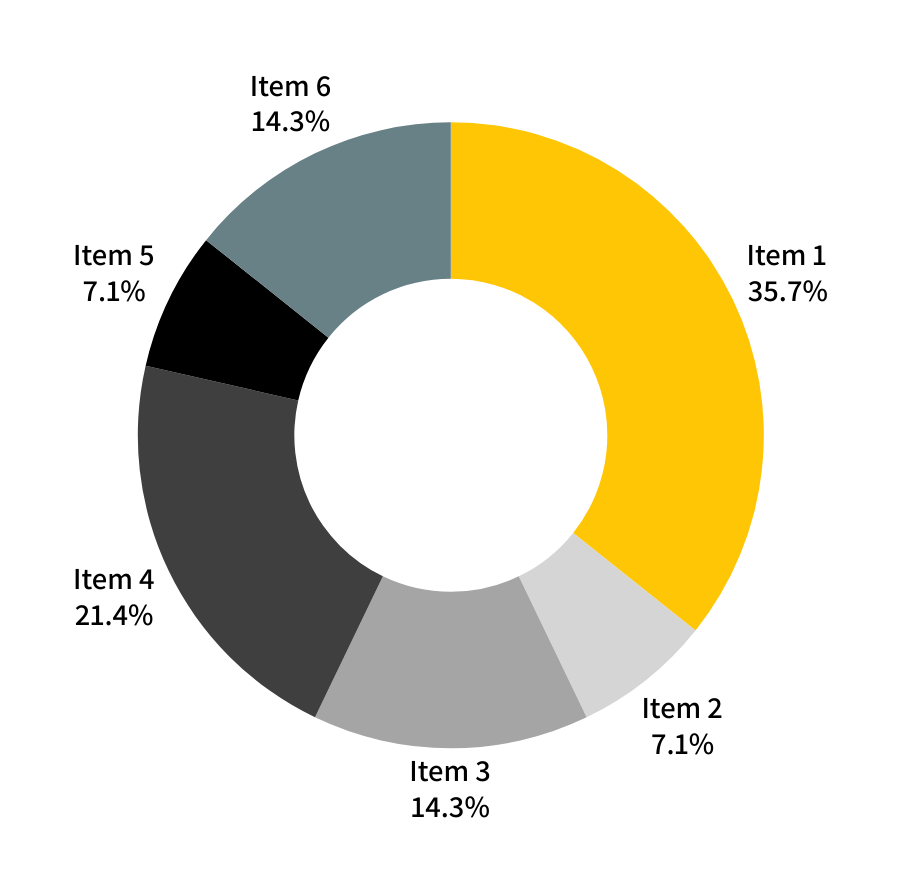 Item 6
14.3%
Item 5
7.1%
Item 1
35.7%
Item 4
21.4%
Item 2
7.1%
Item 3
14.3%